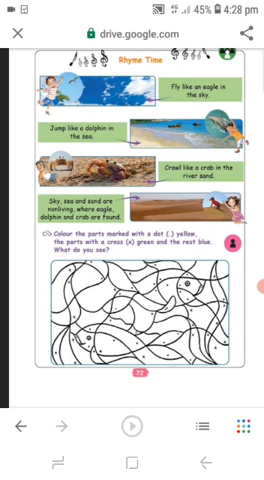 45% 4:28 pm
drive.google.com
Rhyme Time
Fly like an eagle in
the sky.
Jump like a dolphin in
the sea.
Crawl like a crab in the
river sand.
Sky, sea and sand are
nonliving, where eagle,
dolphin and crab are found.
Colour the parts marked with a dot (.) yellow,
the parts with a cross (x) green and the rest blue.
What do you see?
72